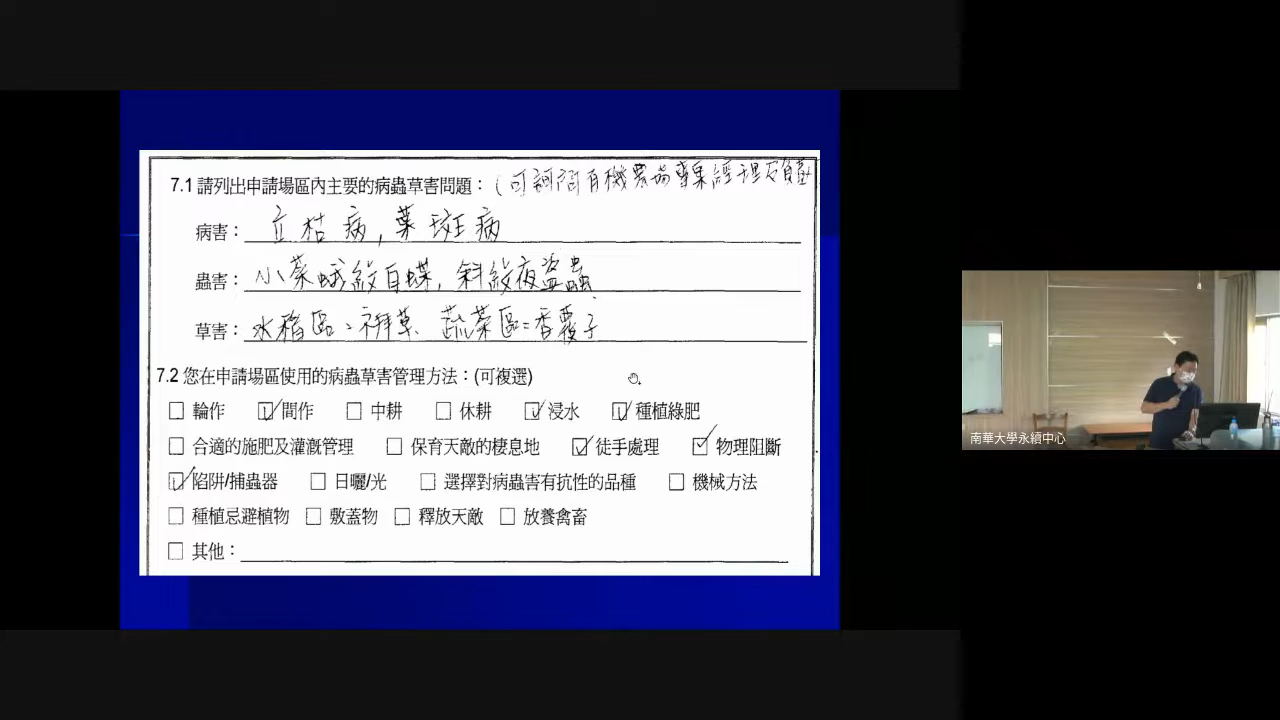 7.1 請列出申請場區內主要的病蟲草害問題：(可詢問有機農場專案經理
病害：立枯病，葉斑病
蟲害：小菜蛾紋白蝶，斜紋夜盜蟲
草害：水稻區：稗草、蔬菜區：香覆子
7.2 您在申請場區使用的病蟲草害管理方法：(可複選)
☐ 輪作 ☑ 間作 ☐ 中耕 ☐ 休耕 ☑ 浸水 ☑ 種植綠肥
☐ 合適的施肥及灌溉管理 ☐ 保育天敵的棲息地 ☑ 徒手處理 ☑ 物理阻斷
☑ 陷阱/捕蟲器 ☐ 日曬/光 ☐ 選擇對病蟲害有抗性的品種 ☐ 機械方法
☐ 種植忌避植物 ☐ 敷蓋物 ☐ 釋放天敵 ☐ 放養禽畜
☐ 其他：
南華大學永續中心